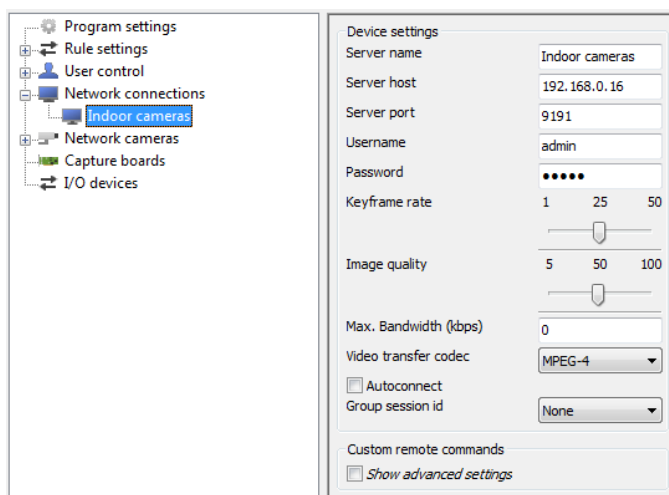 Program settings
Rule settings
User control
Network connections
Indoor cameras
Network cameras
Capture boards
I/O devices
Device settings
Server name Indoor cameras
Server host 192.168.0.16
Server port 9191
Username admin
Password •••••
Keyframe rate 1 25 50
Image quality 5 50 100
Max. Bandwidth (kbps) 0
Video transfer codec MPEG-4
Autoconnect
Group session id None
Custom remote commands
Show advanced settings